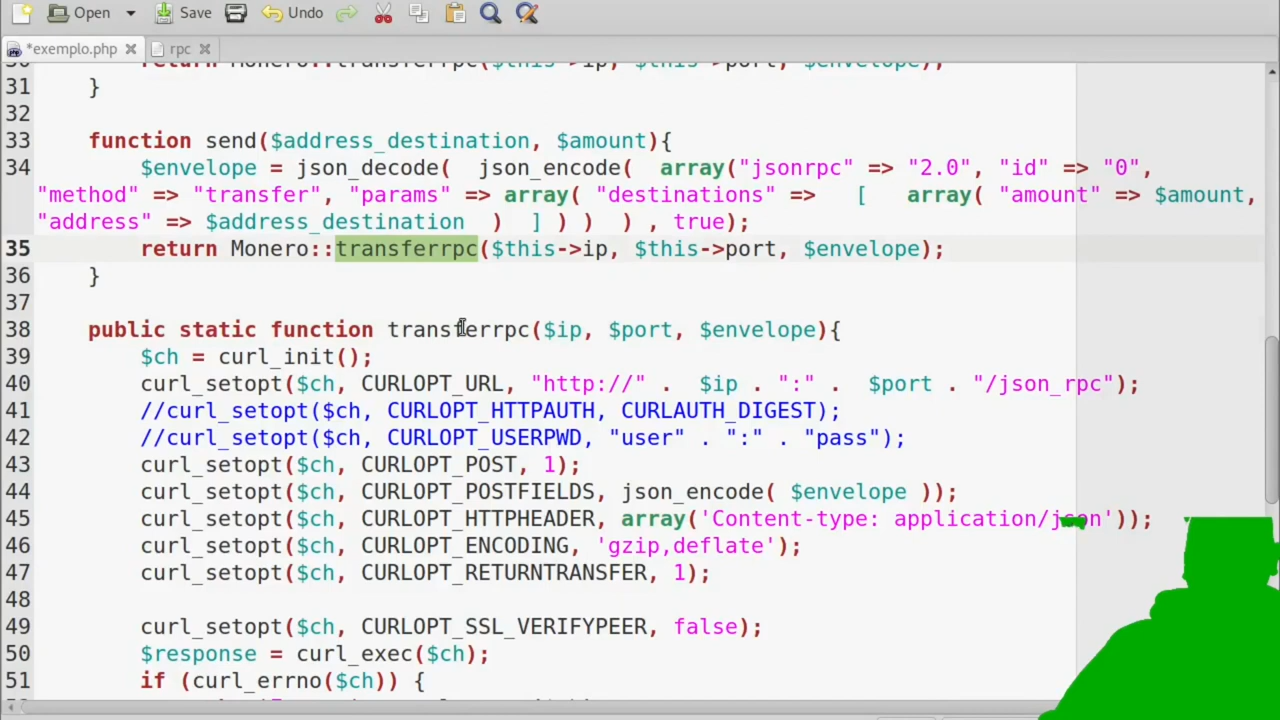 Open Save Undo
*exemplo.php rpc
30 return Monero::transferrpc($this->ip, $this->port, $envelope);
31 }
32
33 function send($address_destination, $amount){
34 $envelope = json_decode( json_encode( array("jsonrpc" => "2.0", "id" => "0",
"method" => "transfer", "params" => array( "destinations" => [ array( "amount" => $amount,
"address" => $address_destination ) ] ) ) ) , true);
35 return Monero::transferrpc($this->ip, $this->port, $envelope);
36 }
37
38 public static function transferrpc($ip, $port, $envelope){
39 $ch = curl_init();
40 curl_setopt($ch, CURLOPT_URL, "http://" . $ip . ":" . $port . "/json_rpc");
41 //curl_setopt($ch, CURLOPT_HTTPAUTH, CURLAUTH_DIGEST);
42 //curl_setopt($ch, CURLOPT_USERPWD, "user" . ":" . "pass");
43 curl_setopt($ch, CURLOPT_POST, 1);
44 curl_setopt($ch, CURLOPT_POSTFIELDS, json_encode( $envelope ));
45 curl_setopt($ch, CURLOPT_HTTPHEADER, array('Content-type: application/json'));
46 curl_setopt($ch, CURLOPT_ENCODING, 'gzip,deflate');
47 curl_setopt($ch, CURLOPT_RETURNTRANSFER, 1);
48
49 curl_setopt($ch, CURLOPT_SSL_VERIFYPEER, false);
50 $response = curl_exec($ch);
51 if (curl_errno($ch)) {